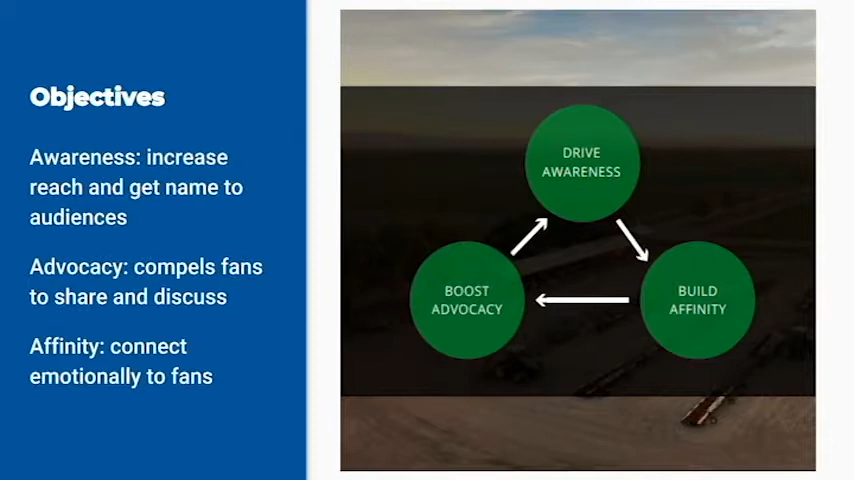 Objectives
Awareness: increase
reach and get name to
audiences
Advocacy: compels fans
to share and discuss
Affinity: connect
emotionally to fans
DRIVE
AWARENESS
BOOST
ADVOCACY
BUILD
AFFINITY